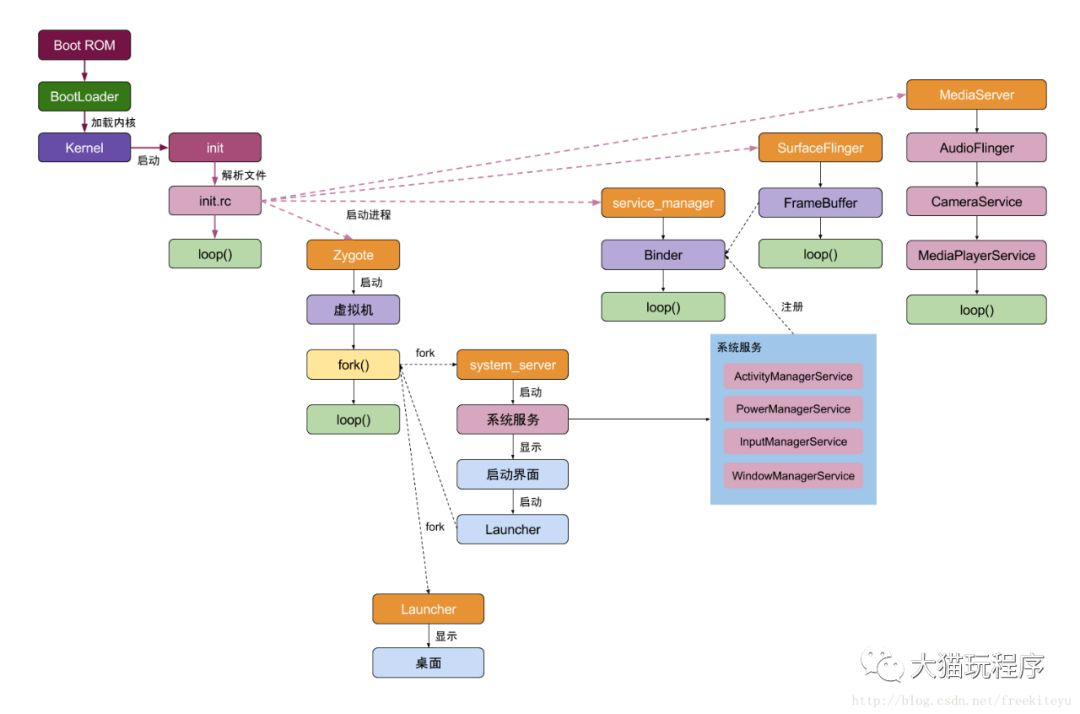 Boot ROM
BootLoader
加载内核
Kernel
启动
init
解析文件
init.rc
loop()
启动进程
Zygote
启动
虚拟机
fork()
loop()
fork
system_server
启动
系统服务
显示
启动界面
启动
Launcher
fork
Launcher
显示
桌面
service_manager
Binder
loop()
SurfaceFlinger
FrameBuffer
loop()
MediaServer
AudioFlinger
CameraService
MediaPlayerService
loop()
注册
系统服务
ActivityManagerService
PowerManagerService
InputManagerService
WindowManagerService
大猫玩程序
http://blog.csdn.net/freekiteyu